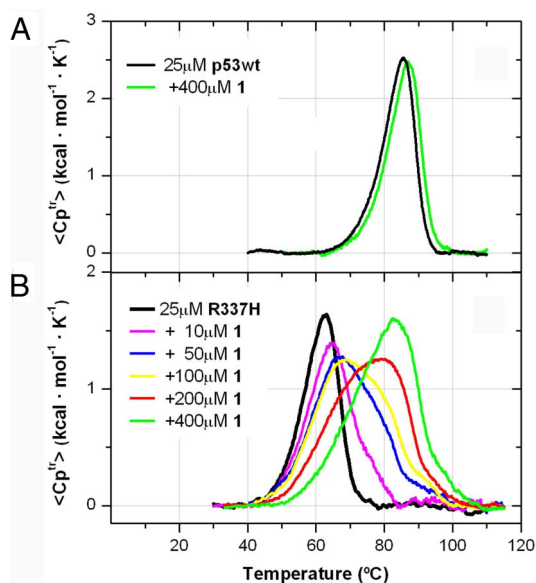 A
<Cp^tr> (kcal · mol⁻¹ · K⁻¹)
3
2
1
0
25µM p53wt
+400µM 1
B
<Cp^tr> (kcal · mol⁻¹ · K⁻¹)
2
1
0
25µM R337H
+ 10µM 1
+ 50µM 1
+100µM 1
+200µM 1
+400µM 1
20 40 60 80 100 120
Temperature (ºC)